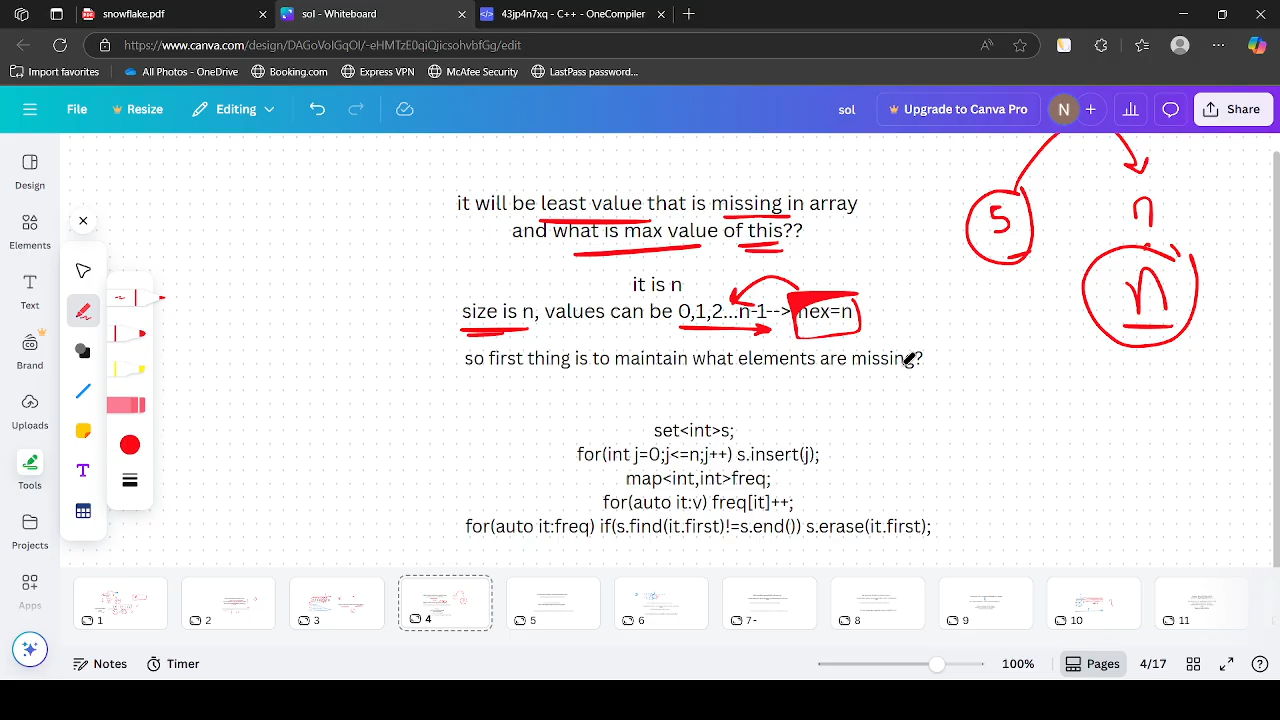 snowflake.pdf
sol - Whiteboard
43jp4n7xq - C++ - OneCompiler
https://www.canva.com/design/DAGoVoIGqOI/-eHMTzE0qiQjicsohvbfGg/edit
Import favorites
All Photos - OneDrive
Booking.com
Express VPN
McAfee Security
LastPass password...
File
Resize
Editing
sol
Upgrade to Canva Pro
N
Share
Design
Elements
Text
Brand
Uploads
Tools
Projects
Apps
it will be least value that is missing in array
and what is max value of this??
it is n
size is n, values can be 0,1,2...n-1--> mex=n
so first thing is to maintain what elements are missing?
set<int>s;
for(int j=0;j<=n;j++) s.insert(j);
map<int,int>freq;
for(auto it:v) freq[it]++;
for(auto it:freq) if(s.find(it.first)!=s.end()) s.erase(it.first);
5
n
n
1
2
3
4
5
6
7-
8
9
10
11
Notes
Timer
100%
Pages
4/17